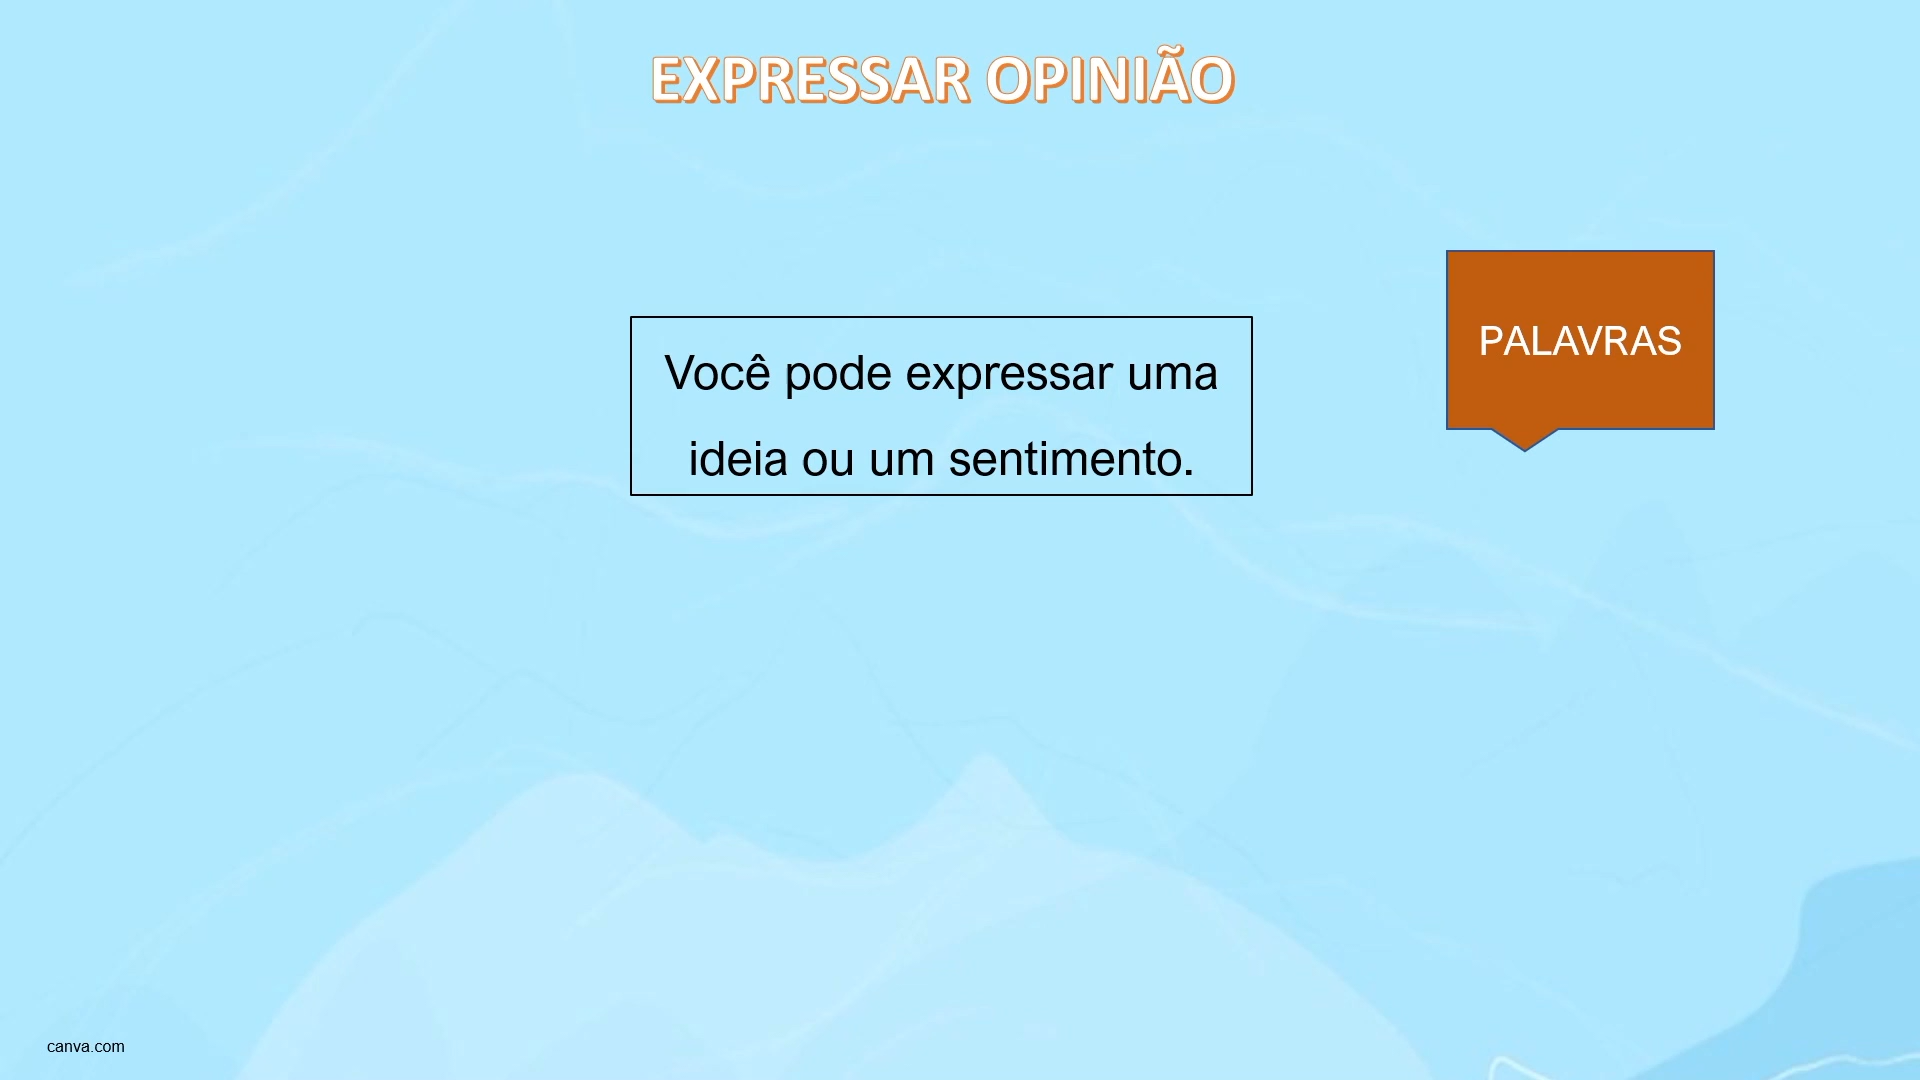 EXPRESSAR OPINIÃO
PALAVRAS
Você pode expressar uma
ideia ou um sentimento.
canva.com